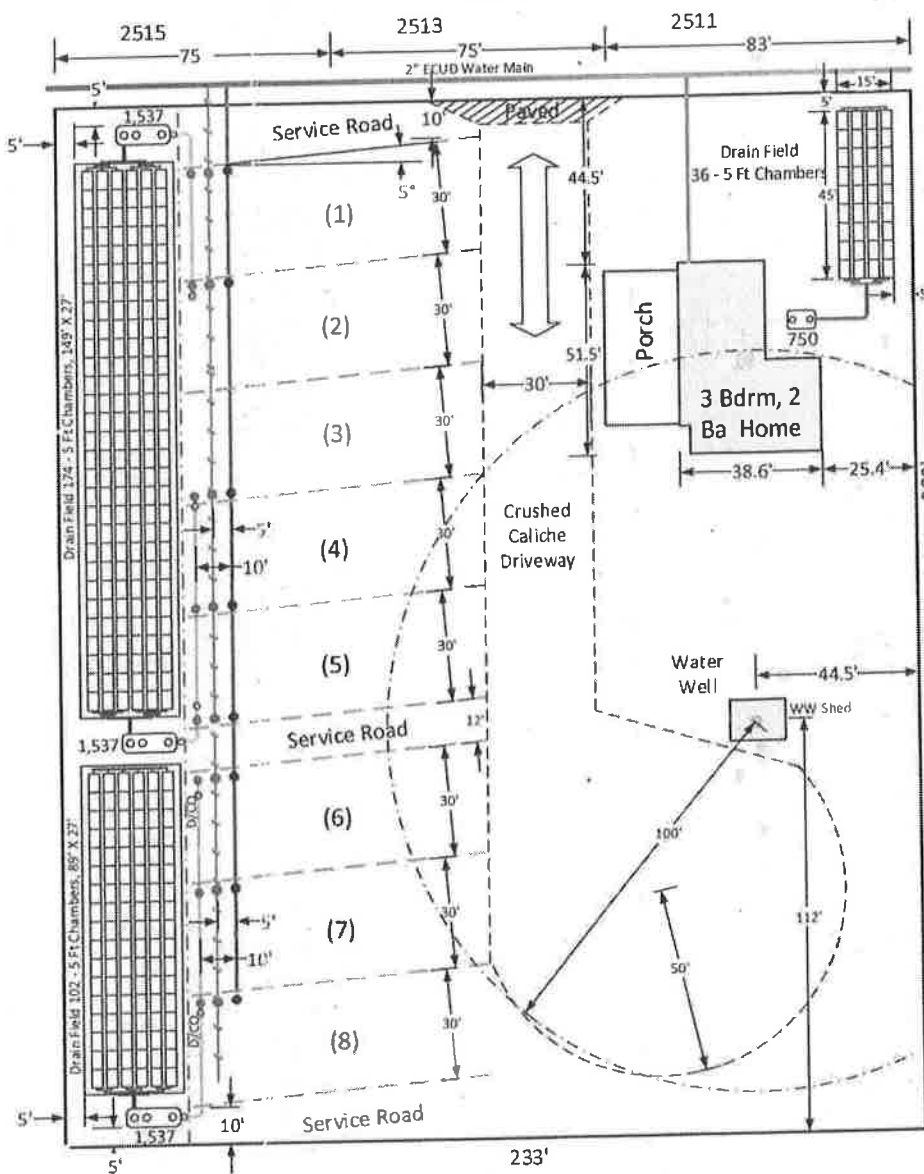 2515
2513
2511
75
75'
83'
2" ECUD Water Main
5'
15'
5'
1,537
Service Road
10'
Paved
5'
Drain Field
36 - 5 Ft Chambers
44.5'
45'
5°
30'
(1)
30'
(2)
Porch
750
51.5'
30'
30'
(3)
3 Bdrm, 2
Ba Home
38.6'
25.4'
Drain Field 174 - 5 Ft Chambers, 149' X 27'
Crushed
Caliche
Driveway
30'
(4)
5'
10'
30'
(5)
Water
Well
44.5'
WW Shed
12'
Service Road
1,537
D/CO
30'
(6)
100'
Drain Field 102 - 5 Ft Chambers, 89' X 27'
30'
(7)
5'
10'
112'
50'
D/CO
30'
(8)
5'
1,537
10'
Service Road
5'
233'